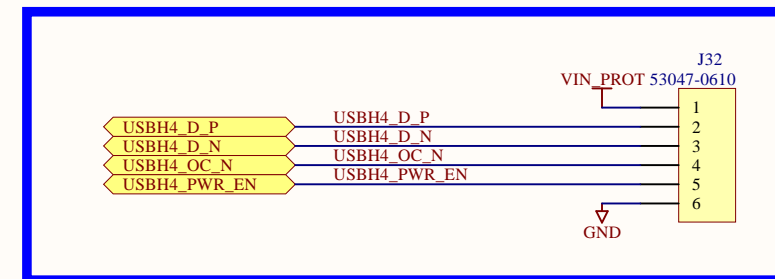 J32
VIN_PROT 53047-0610
1
USBH4_D_P USBH4_D_P 2
USBH4_D_N USBH4_D_N 3
USBH4_OC_N USBH4_OC_N 4
USBH4_PWR_EN USBH4_PWR_EN 5
6
GND